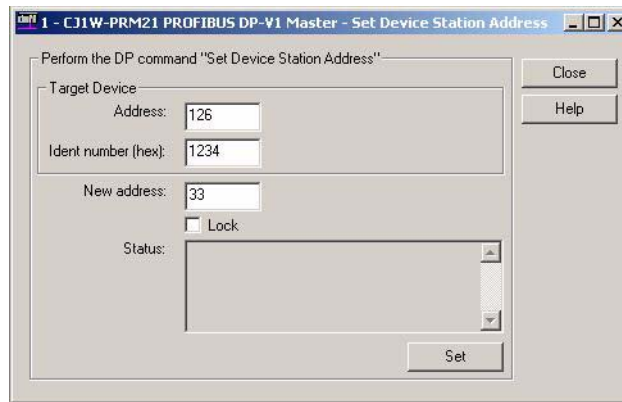 1 - CJ1W-PRM21 PROFIBUS DP-V1 Master - Set Device Station Address
Perform the DP command "Set Device Station Address"
Close
Target Device
Address: 126
Help
Ident number (hex): 1234
New address: 33
Lock
Status:
Set